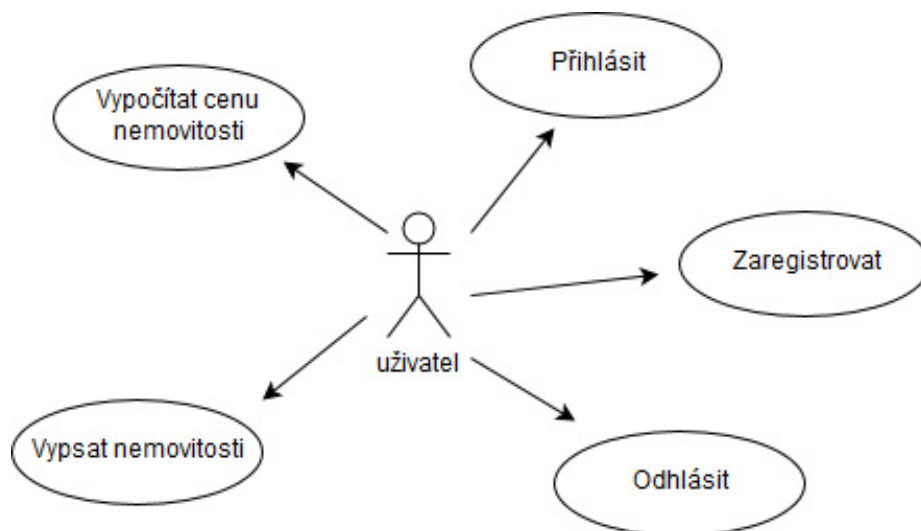 Přihlásit
Vypočítat cenu
nemovitosti
Zaregistrovat
uživatel
Vypsat nemovitosti
Odhlásit